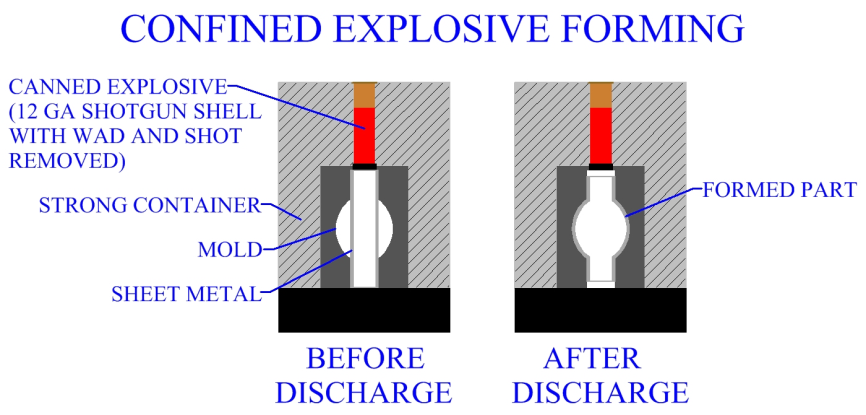 CONFINED EXPLOSIVE FORMING
CANNED EXPLOSIVE
(12 GA SHOTGUN SHELL
WITH WAD AND SHOT
REMOVED)
STRONG CONTAINER
MOLD
SHEET METAL
FORMED PART
BEFORE
DISCHARGE
AFTER
DISCHARGE